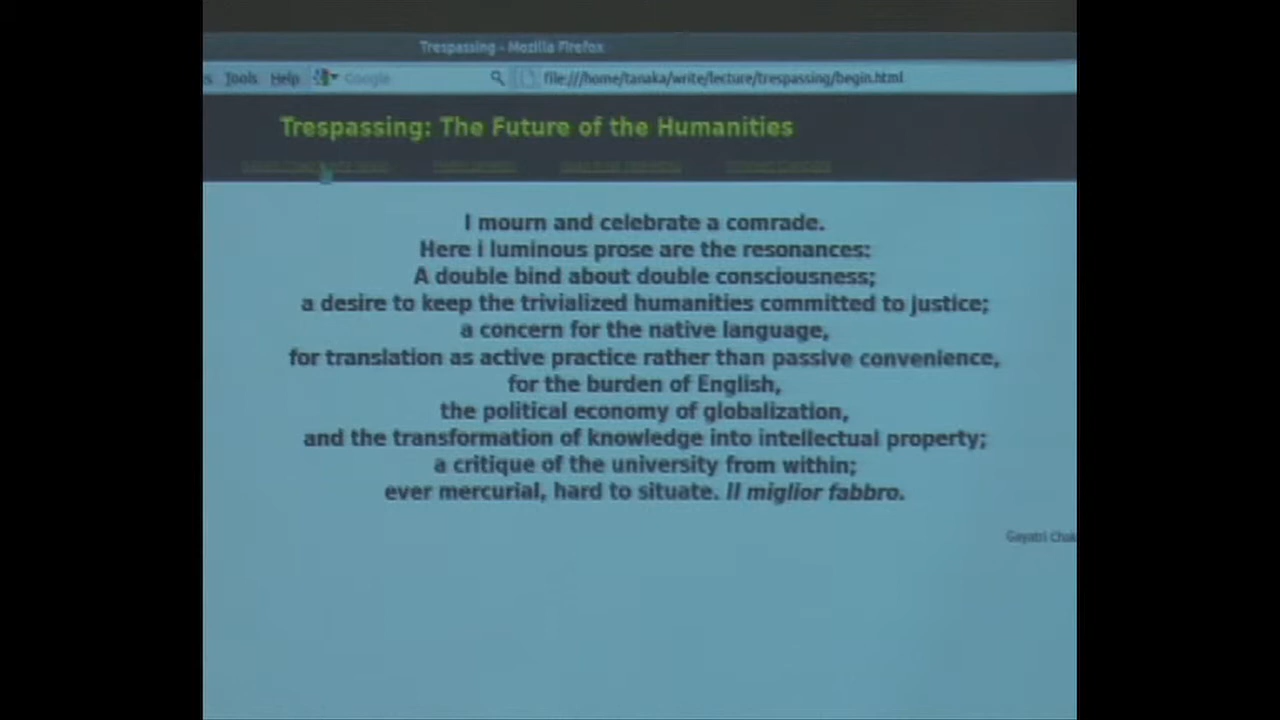 Trespassing - Mozilla Firefox
s Tools Help Google file:///home/tanaka/write/lecture/trespassing/begin.html
Trespassing: The Future of the Humanities
I mourn and celebrate a comrade.
Here i luminous prose are the resonances:
A double bind about double consciousness;
a desire to keep the trivialized humanities committed to justice;
a concern for the native language,
for translation as active practice rather than passive convenience,
for the burden of English,
the political economy of globalization,
and the transformation of knowledge into intellectual property;
a critique of the university from within;
ever mercurial, hard to situate. Il miglior fabbro.
Gayatri Chak